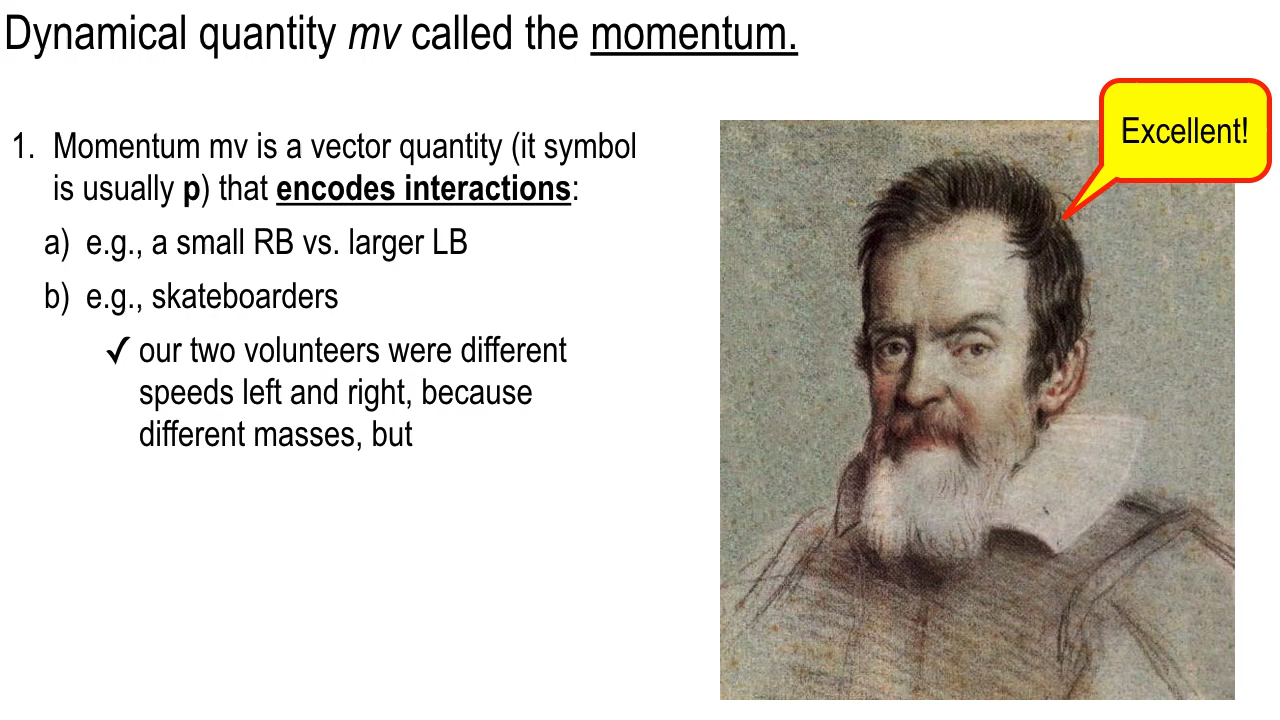 Dynamical quantity mv called the momentum.
Excellent!
1. Momentum mv is a vector quantity (it symbol
is usually p) that encodes interactions:
a) e.g., a small RB vs. larger LB
b) e.g., skateboarders
✓ our two volunteers were different
speeds left and right, because
different masses, but